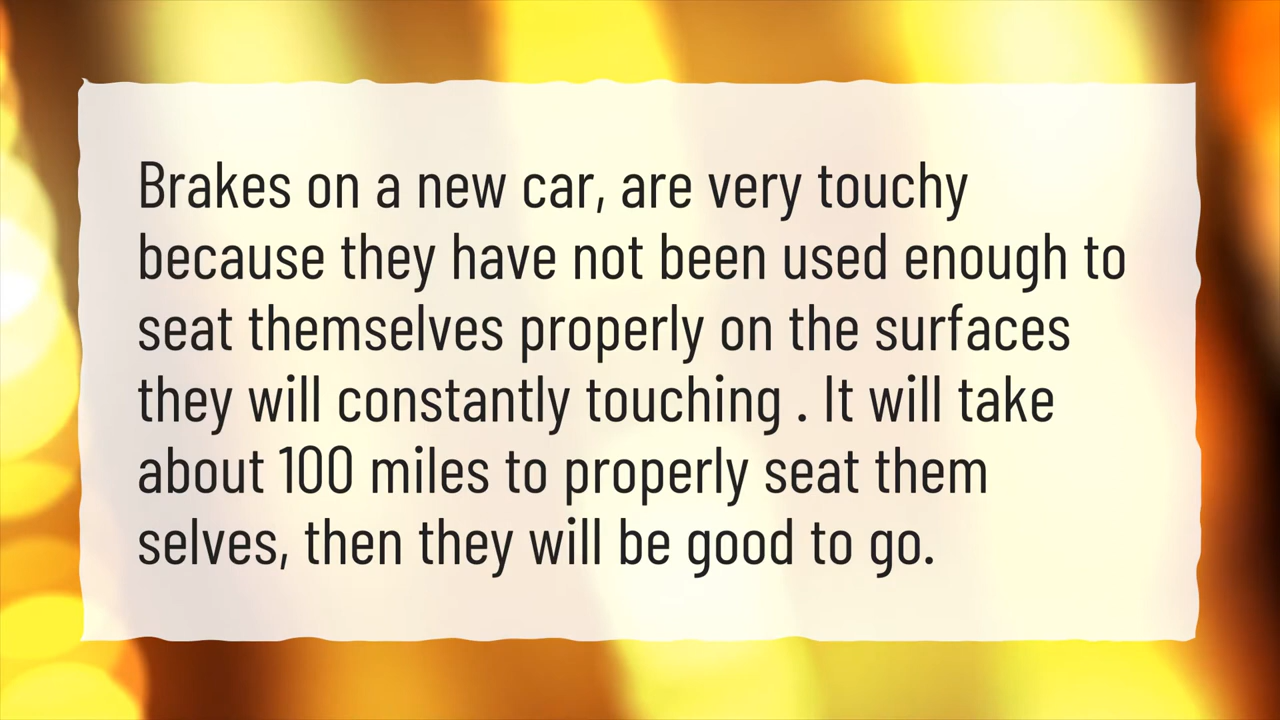 Brakes on a new car, are very touchy
because they have not been used enough to
seat themselves properly on the surfaces
they will constantly touching . It will take
about 100 miles to properly seat them
selves, then they will be good to go.